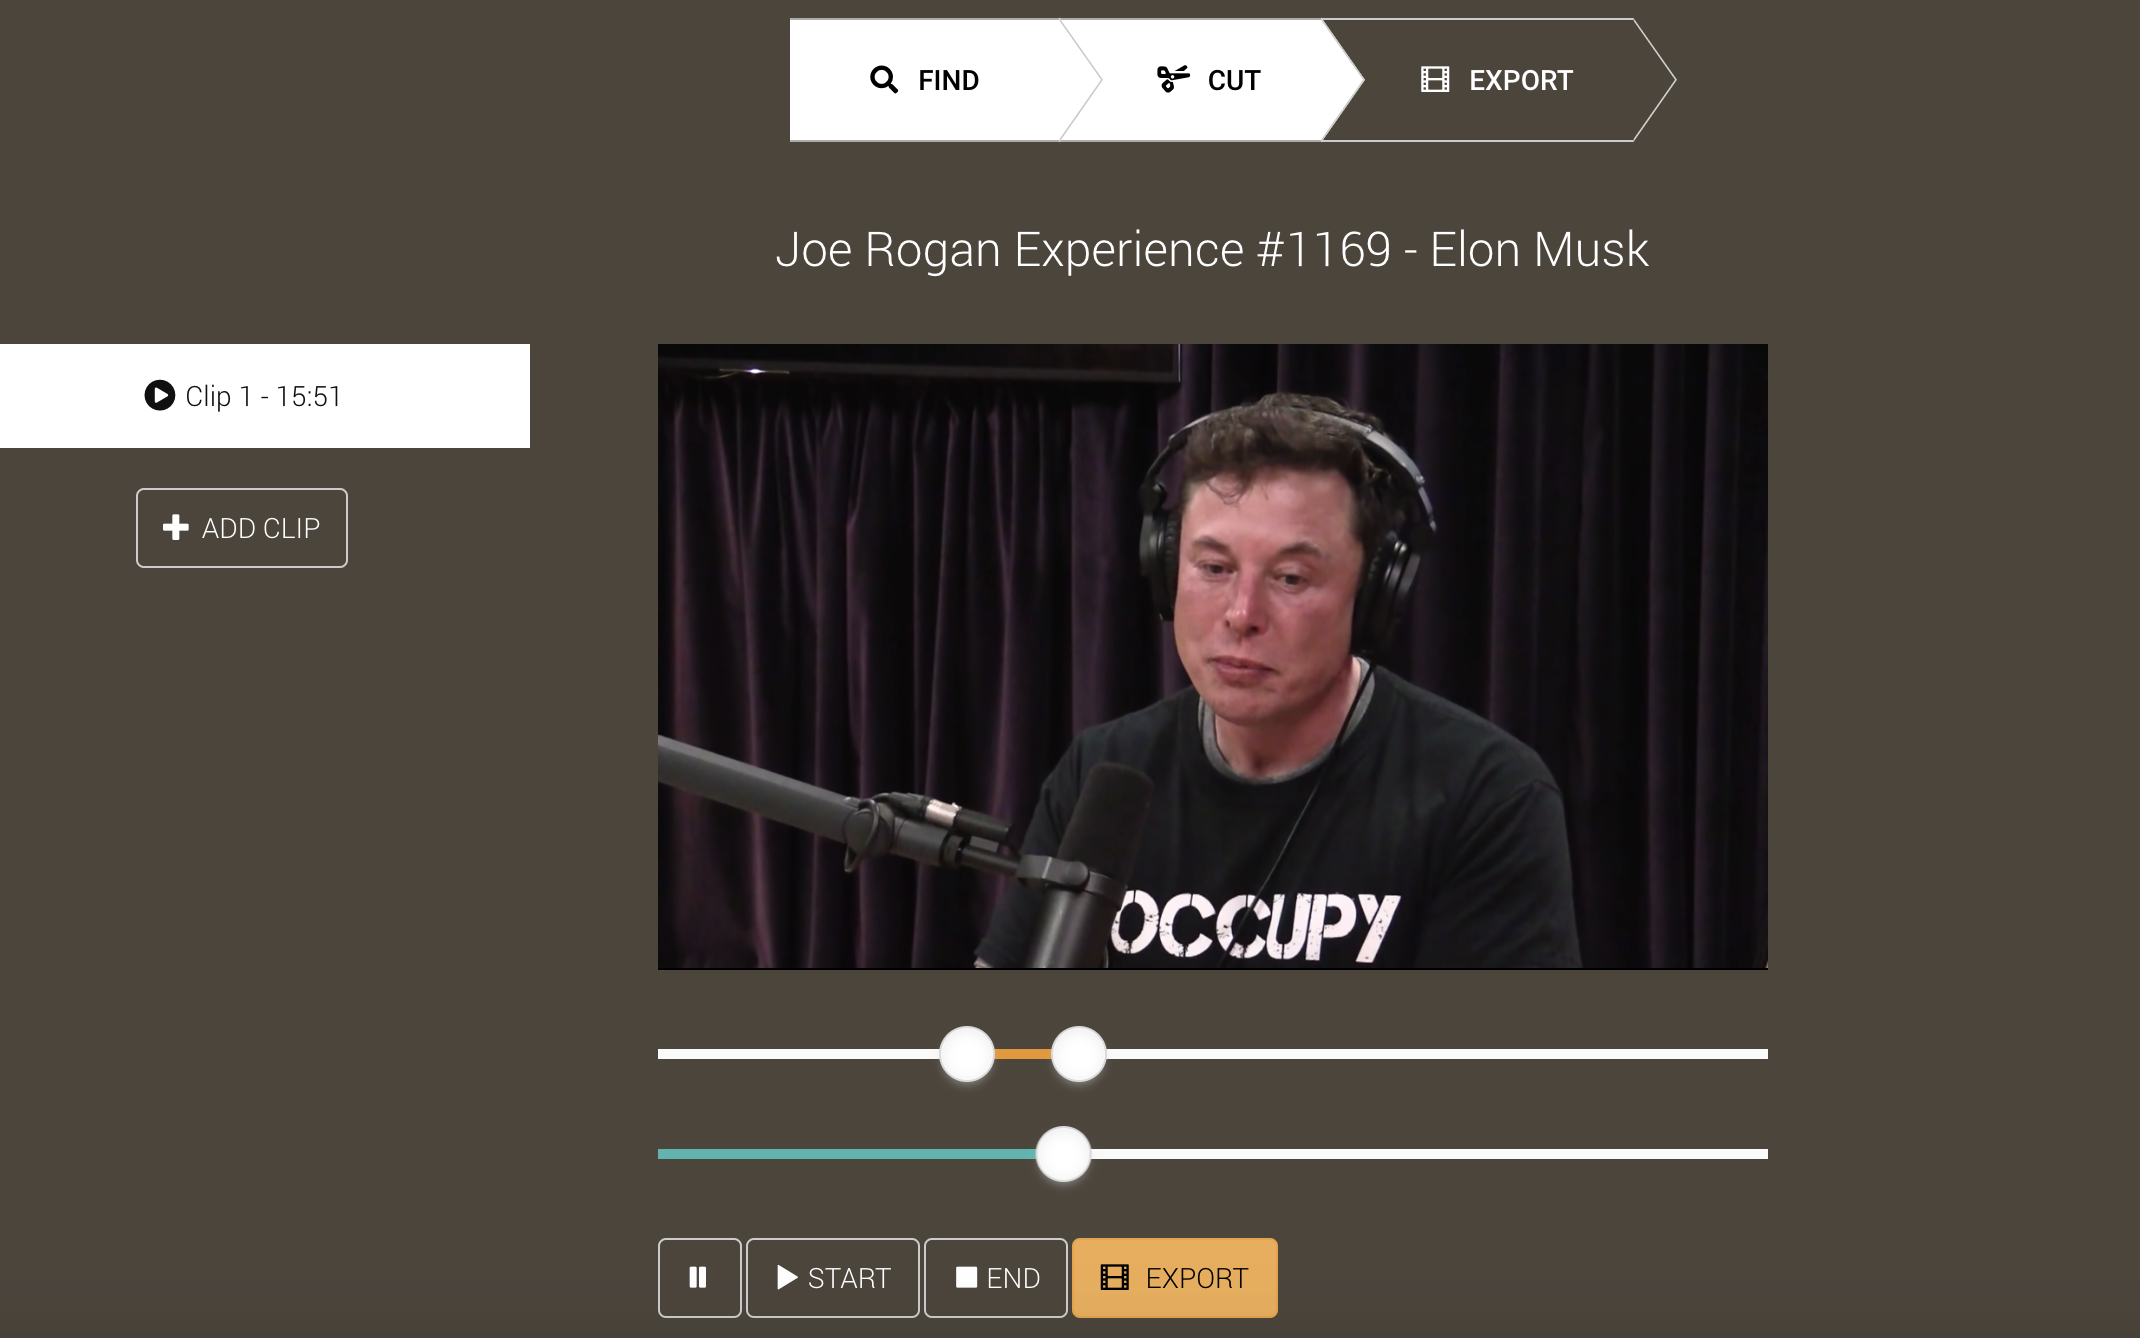 FIND
CUT
EXPORT
Joe Rogan Experience #1169 - Elon Musk
Clip 1 - 15:51
ADD CLIP
OCCUPY
START
END
EXPORT